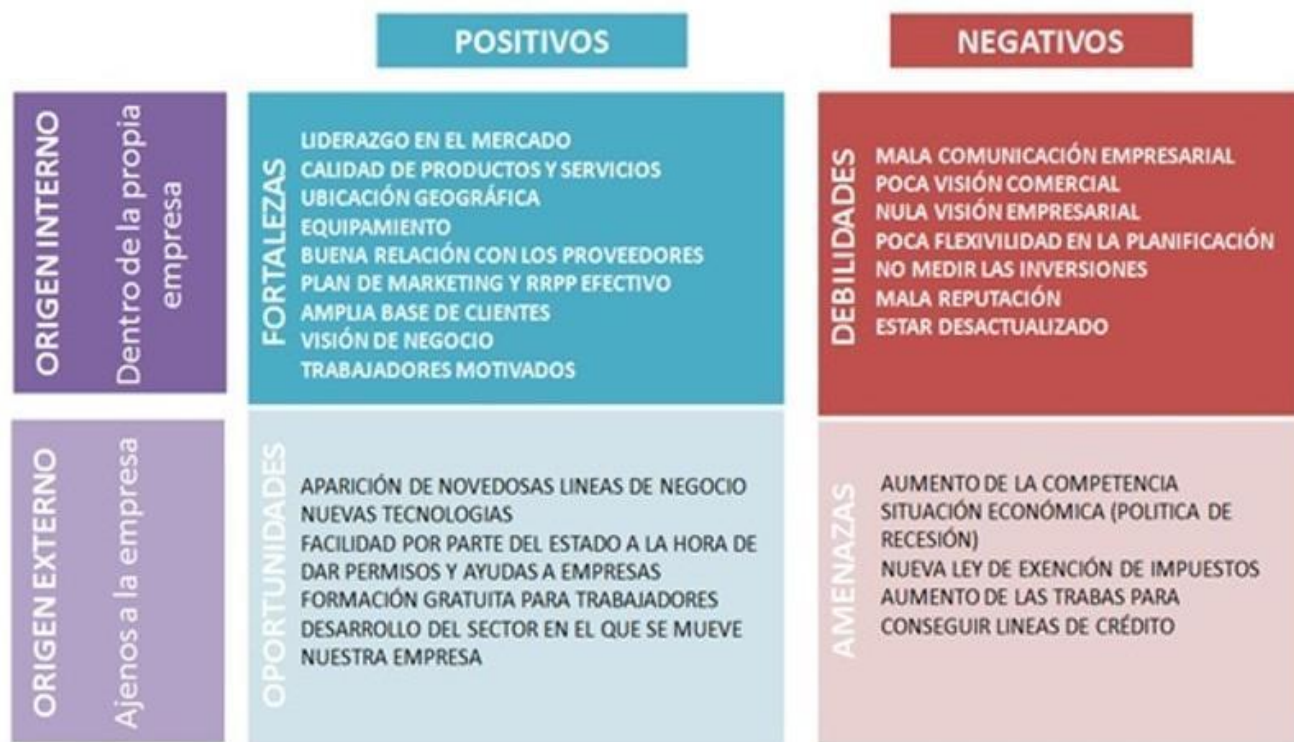 POSITIVOS
NEGATIVOS
ORIGEN INTERNO
Dentro de la propia
empresa
FORTALEZAS
LIDERAZGO EN EL MERCADO
CALIDAD DE PRODUCTOS Y SERVICIOS
UBICACIÓN GEOGRÁFICA
EQUIPAMIENTO
BUENA RELACIÓN CON LOS PROVEEDORES
PLAN DE MARKETING Y RRPP EFECTIVO
AMPLIA BASE DE CLIENTES
VISIÓN DE NEGOCIO
TRABAJADORES MOTIVADOS
DEBILIDADES
MALA COMUNICACIÓN EMPRESARIAL
POCA VISIÓN COMERCIAL
NULA VISIÓN EMPRESARIAL
POCA FLEXIVILIDAD EN LA PLANIFICACIÓN
NO MEDIR LAS INVERSIONES
MALA REPUTACIÓN
ESTAR DESACTUALIZADO
ORIGEN EXTERNO
Ajenos a la empresa
OPORTUNIDADES
APARICIÓN DE NOVEDOSAS LINEAS DE NEGOCIO
NUEVAS TECNOLOGIAS
FACILIDAD POR PARTE DEL ESTADO A LA HORA DE
DAR PERMISOS Y AYUDAS A EMPRESAS
FORMACIÓN GRATUITA PARA TRABAJADORES
DESARROLLO DEL SECTOR EN EL QUE SE MUEVE
NUESTRA EMPRESA
AMENAZAS
AUMENTO DE LA COMPETENCIA
SITUACIÓN ECONÓMICA (POLITICA DE
RECESIÓN)
NUEVA LEY DE EXENCIÓN DE IMPUESTOS
AUMENTO DE LAS TRABAS PARA
CONSEGUIR LINEAS DE CRÉDITO